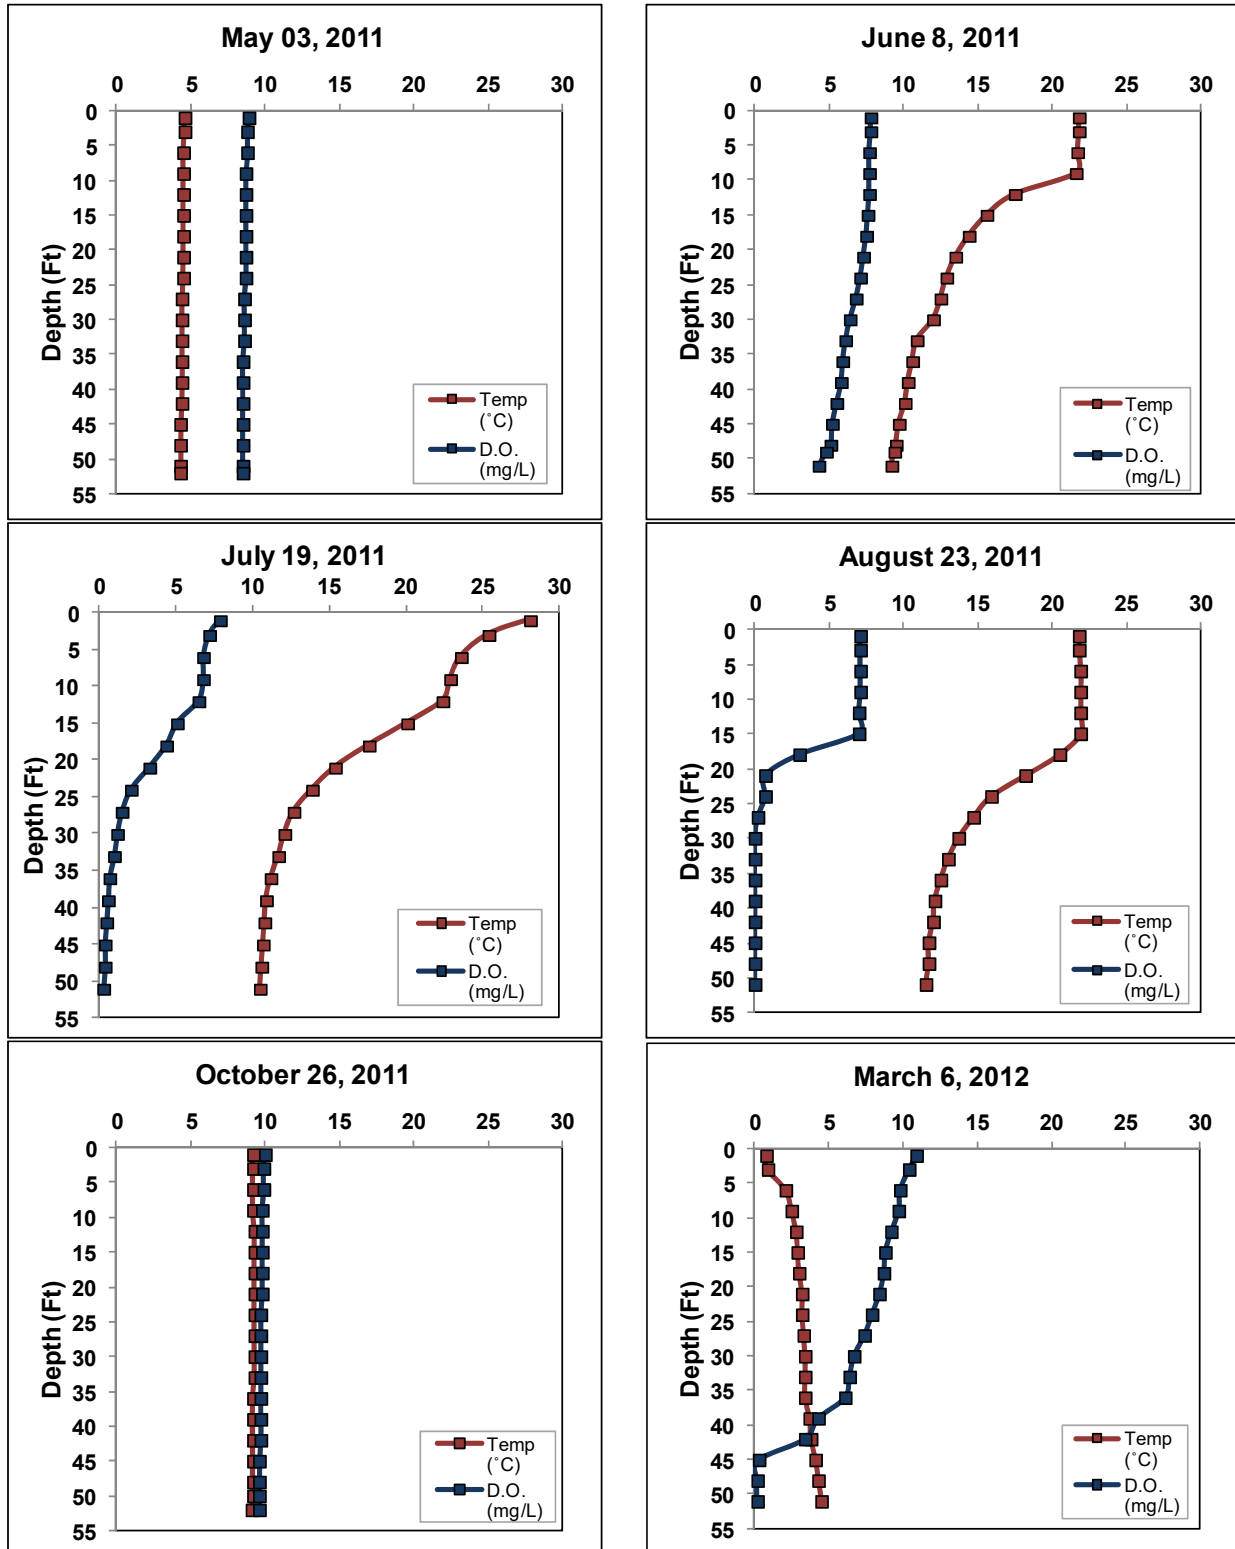 May 03, 2011
0 5 10 15 20 25 30
0
5
10
15
20
25
30
35
40
45
50
55
Depth (Ft)
Temp
(˚C)
D.O.
(mg/L)
June 8, 2011
0 5 10 15 20 25 30
0
5
10
15
20
25
30
35
40
45
50
55
Depth (Ft)
Temp
(˚C)
D.O.
(mg/L)
July 19, 2011
0 5 10 15 20 25 30
0
5
10
15
20
25
30
35
40
45
50
55
Depth (Ft)
Temp
(˚C)
D.O.
(mg/L)
August 23, 2011
0 5 10 15 20 25 30
0
5
10
15
20
25
30
35
40
45
50
55
Depth (Ft)
Temp
(˚C)
D.O.
(mg/L)
October 26, 2011
0 5 10 15 20 25 30
0
5
10
15
20
25
30
35
40
45
50
55
Depth (Ft)
Temp
(˚C)
D.O.
(mg/L)
March 6, 2012
0 5 10 15 20 25 30
0
5
10
15
20
25
30
35
40
45
50
55
Depth (Ft)
Temp
(˚C)
D.O.
(mg/L)